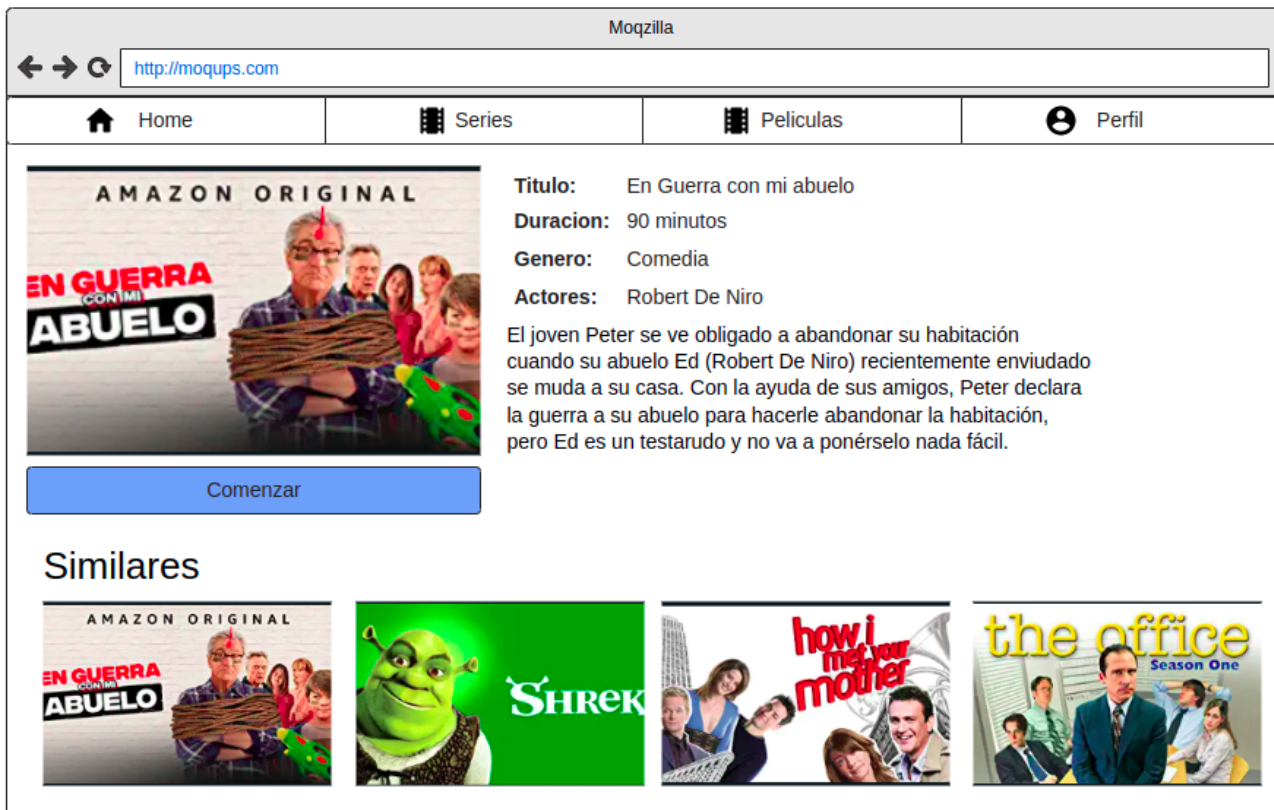 Moqzilla
http://moqups.com
Home
Series
Peliculas
Perfil
AMAZON ORIGINAL
EN GUERRA
CON MI
ABUELO
Titulo: En Guerra con mi abuelo
Duracion: 90 minutos
Genero: Comedia
Actores: Robert De Niro
El joven Peter se ve obligado a abandonar su habitación
cuando su abuelo Ed (Robert De Niro) recientemente enviudado
se muda a su casa. Con la ayuda de sus amigos, Peter declara
la guerra a su abuelo para hacerle abandonar la habitación,
pero Ed es un testarudo y no va a ponérselo nada fácil.
Comenzar
Similares
AMAZON ORIGINAL
EN GUERRA
CON MI
ABUELO
SHREK
how i
met your
mother
the office
Season One